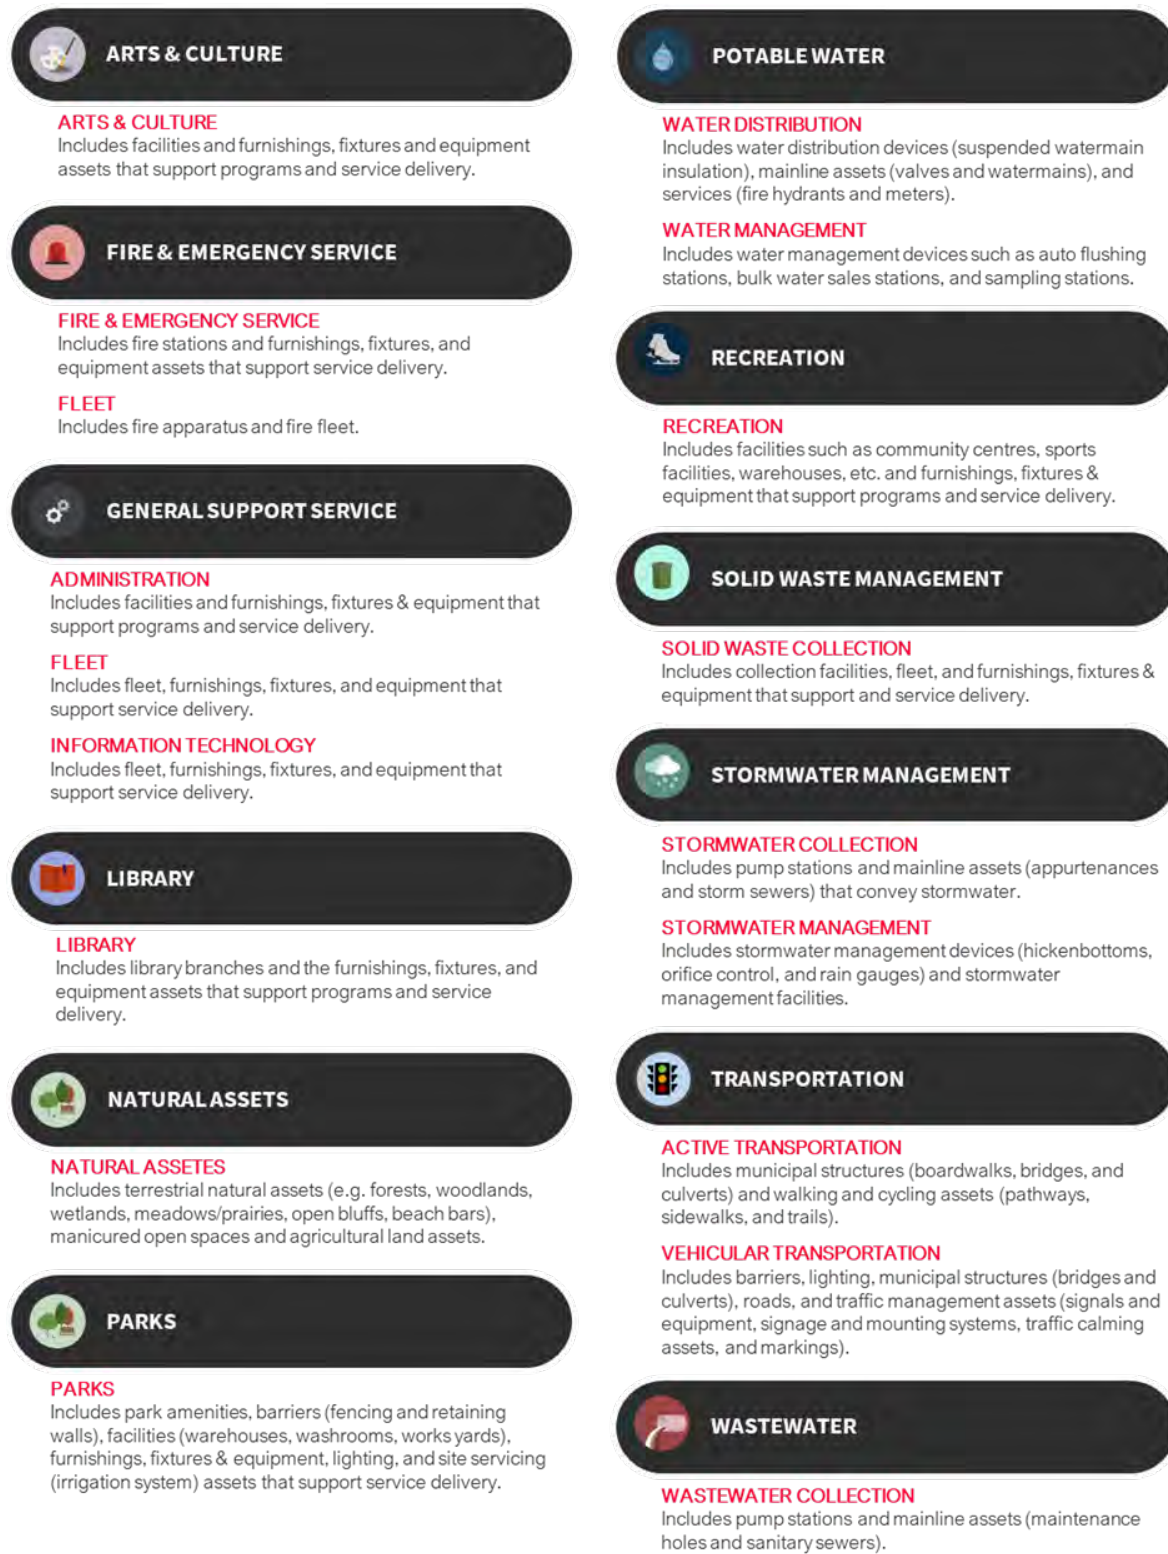 ARTS & CULTURE
ARTS & CULTURE
Includes facilities and furnishings, fixtures and equipment
assets that support programs and service delivery.
FIRE & EMERGENCY SERVICE
FIRE & EMERGENCY SERVICE
Includes fire stations and furnishings, fixtures, and
equipment assets that support service delivery.
FLEET
Includes fire apparatus and fire fleet.
GENERAL SUPPORT SERVICE
ADMINISTRATION
Includes facilities and furnishings, fixtures & equipment that
support programs and service delivery.
FLEET
Includes fleet, furnishings, fixtures, and equipment that
support service delivery.
INFORMATION TECHNOLOGY
Includes fleet, furnishings, fixtures, and equipment that
support service delivery.
LIBRARY
LIBRARY
Includes library branches and the furnishings, fixtures, and
equipment assets that support programs and service
delivery.
NATURAL ASSETS
NATURAL ASSETES
Includes terrestrial natural assets (e.g. forests, woodlands,
wetlands, meadows/prairies, open bluffs, beach bars),
manicured open spaces and agricultural land assets.
PARKS
PARKS
Includes park amenities, barriers (fencing and retaining
walls), facilities (warehouses, washrooms, works yards),
furnishings, fixtures & equipment, lighting, and site servicing
(irrigation system) assets that support service delivery.
POTABLE WATER
WATER DISTRIBUTION
Includes water distribution devices (suspended watermain
insulation), mainline assets (valves and watermains), and
services (fire hydrants and meters).
WATER MANAGEMENT
Includes water management devices such as auto flushing
stations, bulk water sales stations, and sampling stations.
RECREATION
RECREATION
Includes facilities such as community centres, sports
facilities, warehouses, etc. and furnishings, fixtures &
equipment that support programs and service delivery.
SOLID WASTE MANAGEMENT
SOLID WASTE COLLECTION
Includes collection facilities, fleet, and furnishings, fixtures &
equipment that support and service delivery.
STORMWATER MANAGEMENT
STORMWATER COLLECTION
Includes pump stations and mainline assets (appurtenances
and storm sewers) that convey stormwater.
STORMWATER MANAGEMENT
Includes stormwater management devices (hickenbottoms,
orifice control, and rain gauges) and stormwater
management facilities.
TRANSPORTATION
ACTIVE TRANSPORTATION
Includes municipal structures (boardwalks, bridges, and
culverts) and walking and cycling assets (pathways,
sidewalks, and trails).
VEHICULAR TRANSPORTATION
Includes barriers, lighting, municipal structures (bridges and
culverts), roads, and traffic management assets (signals and
equipment, signage and mounting systems, traffic calming
assets, and markings).
WASTEWATER
WASTEWATER COLLECTION
Includes pump stations and mainline assets (maintenance
holes and sanitary sewers).